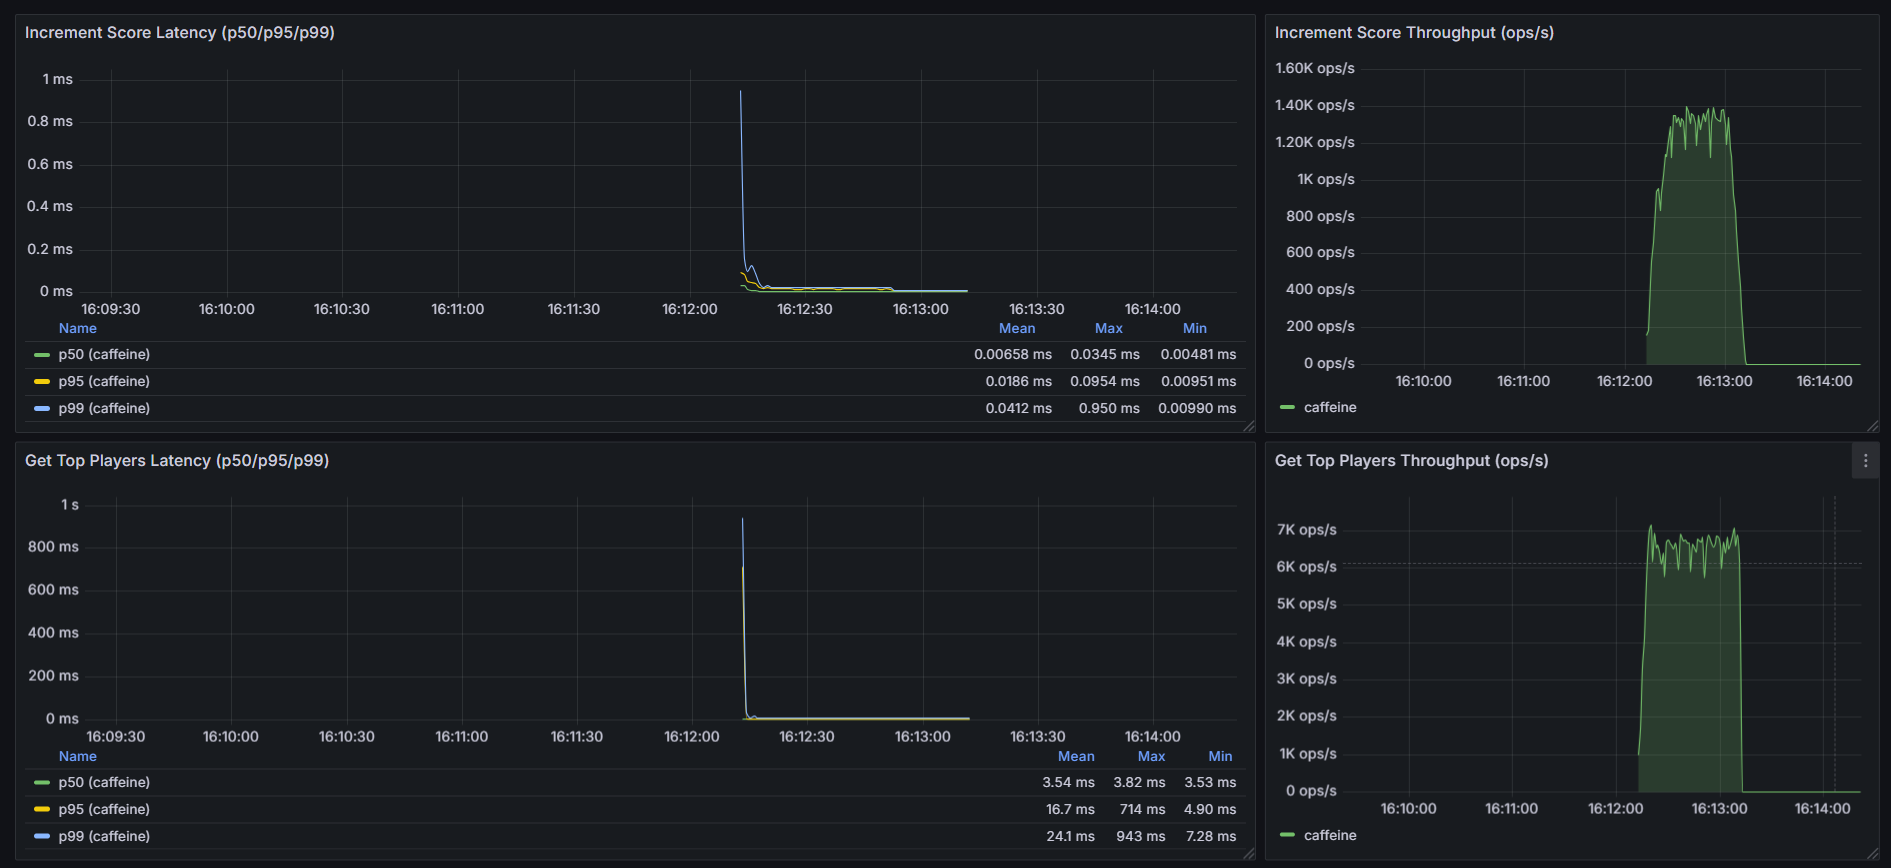 Increment Score Latency (p50/p95/p99)
1 ms
0.8 ms
0.6 ms
0.4 ms
0.2 ms
0 ms
16:09:30 16:10:00 16:10:30 16:11:00 16:11:30 16:12:00 16:12:30 16:13:00 16:13:30 16:14:00
Name Mean Max Min
p50 (caffeine) 0.00658 ms 0.0345 ms 0.00481 ms
p95 (caffeine) 0.0186 ms 0.0954 ms 0.00951 ms
p99 (caffeine) 0.0412 ms 0.950 ms 0.00990 ms
Increment Score Throughput (ops/s)
1.60K ops/s
1.40K ops/s
1.20K ops/s
1K ops/s
800 ops/s
600 ops/s
400 ops/s
200 ops/s
0 ops/s
16:10:00 16:11:00 16:12:00 16:13:00 16:14:00
caffeine
Get Top Players Latency (p50/p95/p99)
1 s
800 ms
600 ms
400 ms
200 ms
0 ms
16:09:30 16:10:00 16:10:30 16:11:00 16:11:30 16:12:00 16:12:30 16:13:00 16:13:30 16:14:00
Name Mean Max Min
p50 (caffeine) 3.54 ms 3.82 ms 3.53 ms
p95 (caffeine) 16.7 ms 714 ms 4.90 ms
p99 (caffeine) 24.1 ms 943 ms 7.28 ms
Get Top Players Throughput (ops/s)
7K ops/s
6K ops/s
5K ops/s
4K ops/s
3K ops/s
2K ops/s
1K ops/s
0 ops/s
16:10:00 16:11:00 16:12:00 16:13:00 16:14:00
caffeine